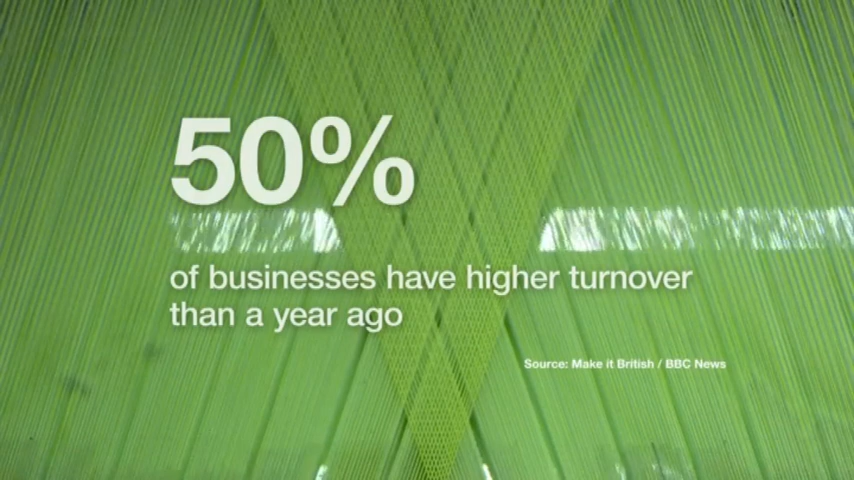 50%
of businesses have higher turnover
than a year ago
Source: Make it British / BBC News